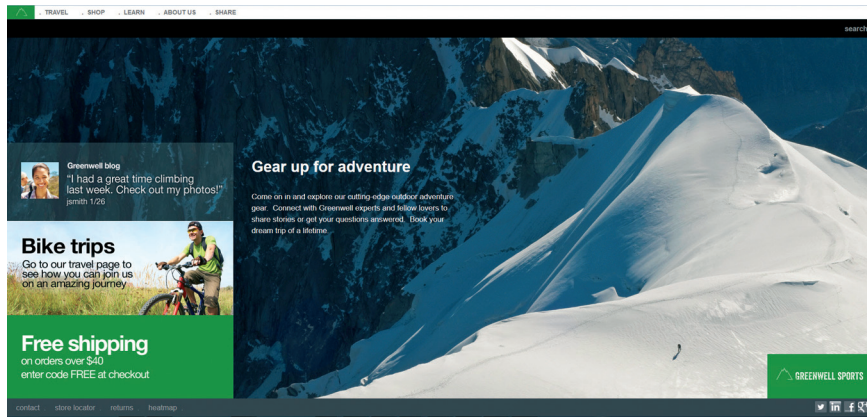 . TRAVEL . SHOP . LEARN . ABOUT US . SHARE
search
Greenwell blog
"I had a great time climbing
last week. Check out my photos!"
jsmith 1/26
Gear up for adventure
Come on in and explore our cutting-edge outdoor adventure
gear. Connect with Greenwell experts and fellow lovers to
share stories or get your questions answered. Book your
dream trip of a lifetime
Bike trips
Go to our travel page to
see how you can join us
on an amazing journey
Free shipping
on orders over $40
enter code FREE at checkout
GREENWELL SPORTS
contact store locator returns heatmap
in f g+